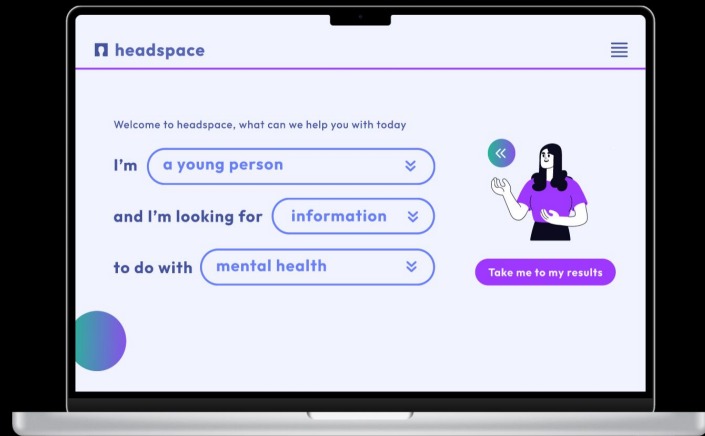 headspace
Welcome to headspace, what can we help you with today
I'm a young person
and I'm looking for information
to do with mental health
Take me to my results